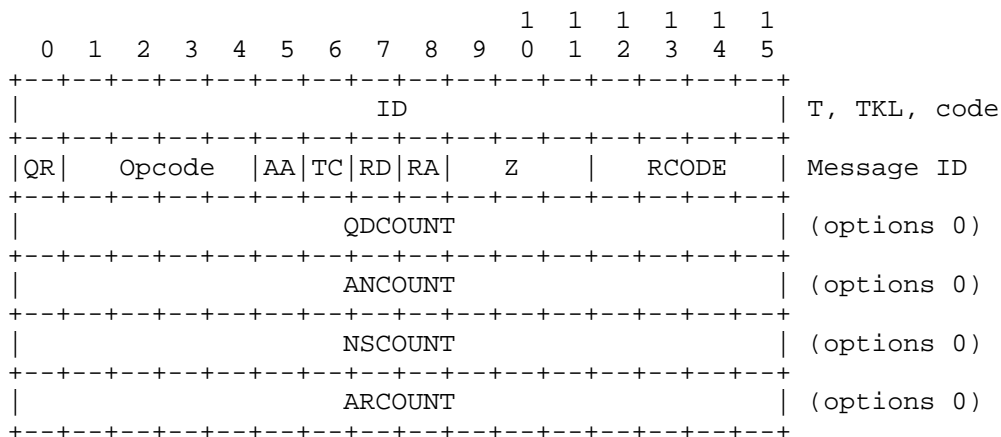 1  1  1  1  1  1
  0  1  2  3  4  5  6  7  8  9  0  1  2  3  4  5
+--+--+--+--+--+--+--+--+--+--+--+--+--+--+--+--+
|                      ID                       | T, TKL, code
+--+--+--+--+--+--+--+--+--+--+--+--+--+--+--+--+
|QR|   Opcode  |AA|TC|RD|RA|   Z    |   RCODE   | Message ID
+--+--+--+--+--+--+--+--+--+--+--+--+--+--+--+--+
|                    QDCOUNT                    | (options 0)
+--+--+--+--+--+--+--+--+--+--+--+--+--+--+--+--+
|                    ANCOUNT                    | (options 0)
+--+--+--+--+--+--+--+--+--+--+--+--+--+--+--+--+
|                    NSCOUNT                    | (options 0)
+--+--+--+--+--+--+--+--+--+--+--+--+--+--+--+--+
|                    ARCOUNT                    | (options 0)
+--+--+--+--+--+--+--+--+--+--+--+--+--+--+--+--+